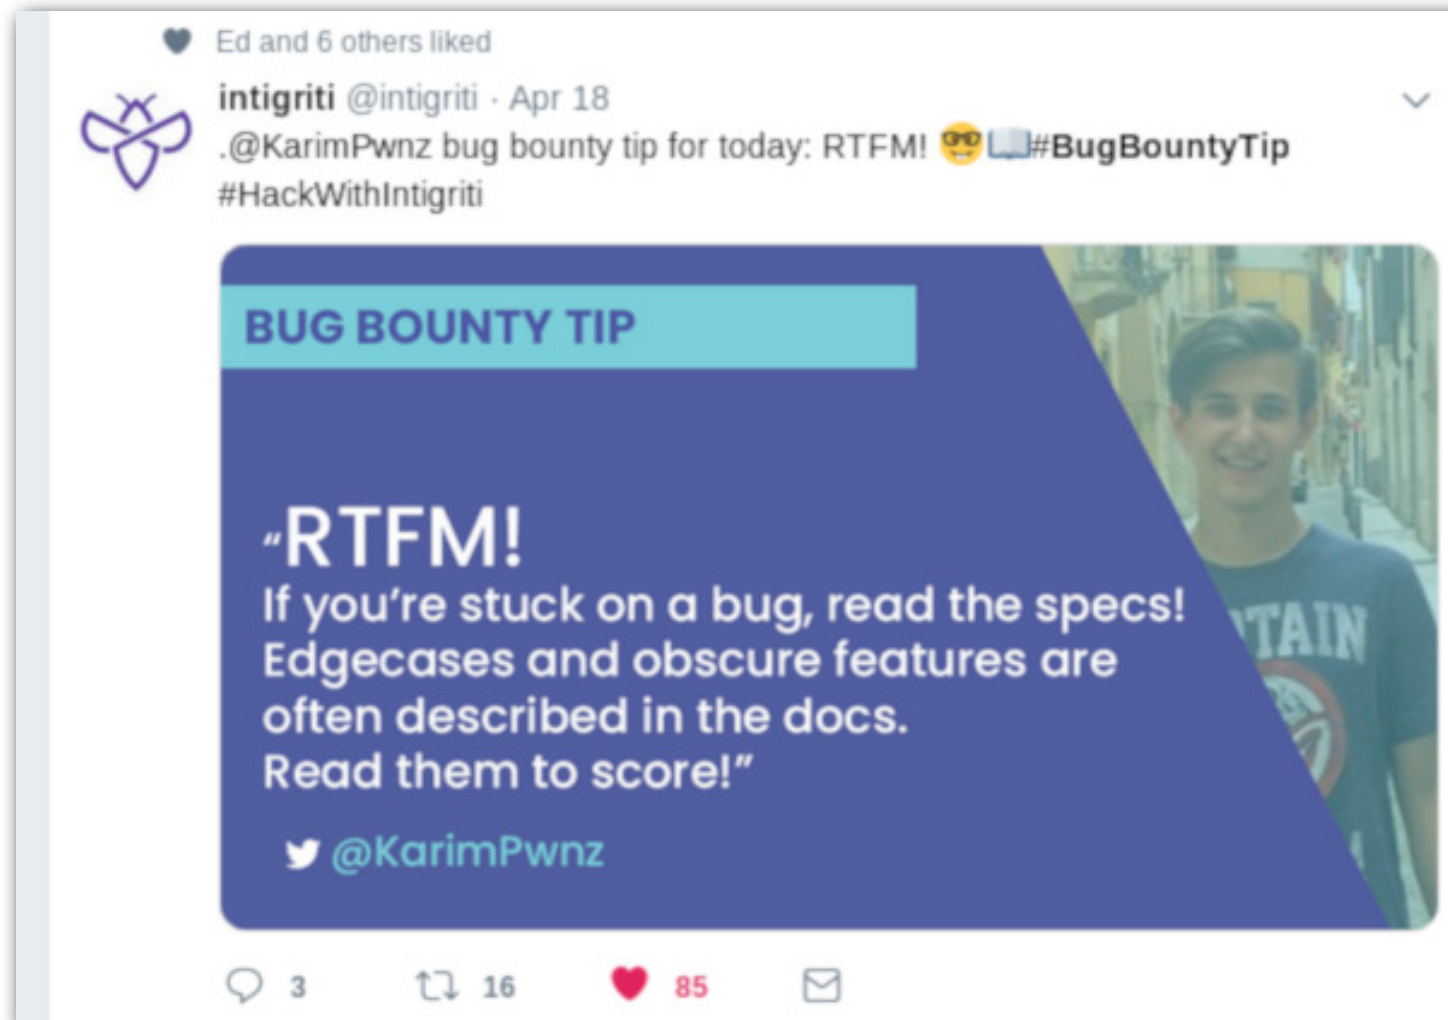 Ed and 6 others liked
intigriti @intigriti · Apr 18
.@KarimPwnz bug bounty tip for today: RTFM! 🤓📖#BugBountyTip
#HackWithIntigriti
BUG BOUNTY TIP
“RTFM!
If you’re stuck on a bug, read the specs!
Edgecases and obscure features are
often described in the docs.
Read them to score!”
@KarimPwnz
TAIN
3 16 85